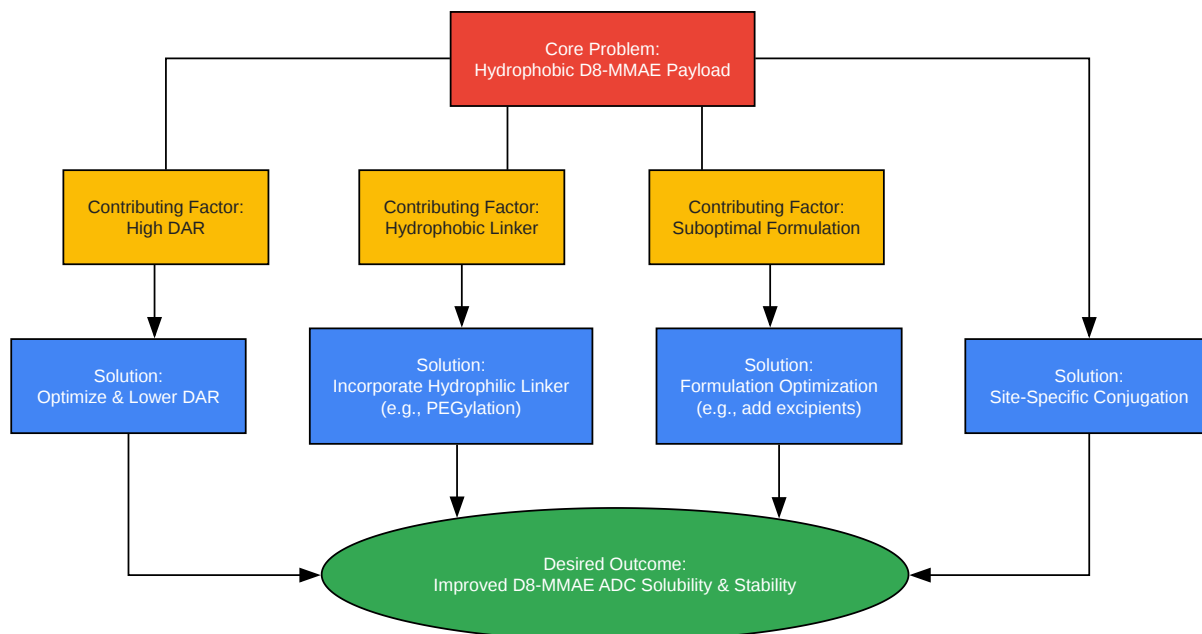 Core Problem:
Hydrophobic D8-MMAE Payload
Contributing Factor:
High DAR
Contributing Factor:
Hydrophobic Linker
Contributing Factor:
Suboptimal Formulation
Solution:
Optimize & Lower DAR
Solution:
Incorporate Hydrophilic Linker
(e.g., PEGylation)
Solution:
Formulation Optimization
(e.g., add excipients)
Solution:
Site-Specific Conjugation
Desired Outcome:
Improved D8-MMAE ADC Solubility & Stability